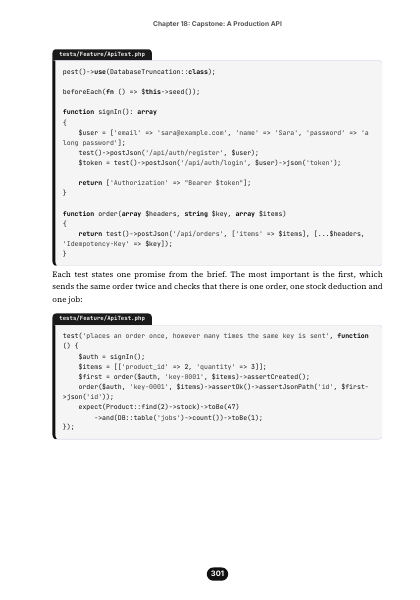 Chapter 18: Capstone: A Production API
tests/Feature/ApiTest.php
pest()->use(DatabaseTruncation::class);
beforeEach(fn () => $this->seed());
function signIn(): array
{
    $user = ['email' => 'sara@example.com', 'name' => 'Sara', 'password' => 'a
long password'];
    test()->postJson('/api/auth/register', $user);
    $token = test()->postJson('/api/auth/login', $user)->json('token');
    return ['Authorization' => "Bearer $token"];
}
function order(array $headers, string $key, array $items)
{
    return test()->postJson('/api/orders', ['items' => $items], [...$headers,
'Idempotency-Key' => $key]);
}
Each test states one promise from the brief. The most important is the first, which
sends the same order twice and checks that there is one order, one stock deduction and
one job:
tests/Feature/ApiTest.php
test('places an order once, however many times the same key is sent', function
() {
    $auth = signIn();
    $items = [['product_id' => 2, 'quantity' => 3]];
    $first = order($auth, 'key-0001', $items)->assertCreated();
    order($auth, 'key-0001', $items)->assertOk()->assertJsonPath('id', $first-
>json('id'));
    expect(Product::find(2)->stock)->toBe(47)
        ->and(DB::table('jobs')->count())->toBe(1);
});
301